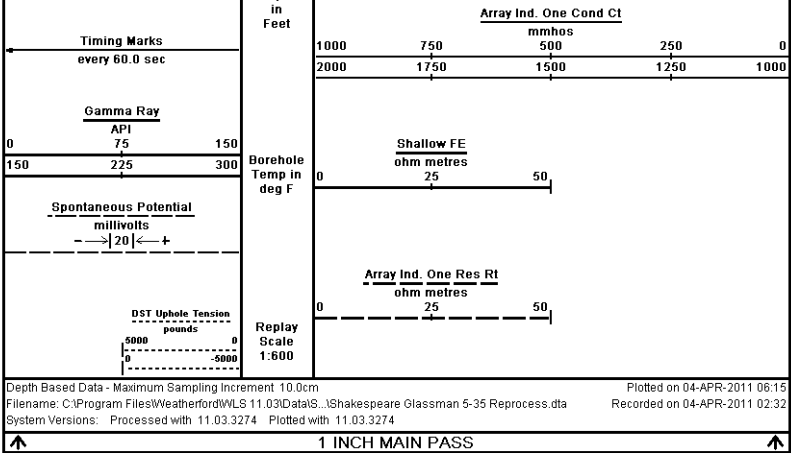 in
Feet
Timing Marks
every 60.0 sec
Gamma Ray
API
0 75 150
150 225 300
Spontaneous Potential
millivolts
- 20 +
DST Uphole Tension
pounds
5000 0
0 -5000
Borehole
Temp in
deg F
Replay
Scale
1:600
Array Ind. One Cond Ct
mmhos
1000 750 500 250 0
2000 1750 1500 1250 1000
Shallow FE
ohm metres
0 25 50
Array Ind. One Res Rt
ohm metres
0 25 50
Depth Based Data - Maximum Sampling Increment 10.0cm Plotted on 04-APR-2011 06:15
Filename: C:\Program Files\Weatherford\WLS 11.03\Data\S...\Shakespeare Glassman 5-35 Reprocess.dta Recorded on 04-APR-2011 02:32
System Versions: Processed with 11.03.3274 Plotted with 11.03.3274
1 INCH MAIN PASS